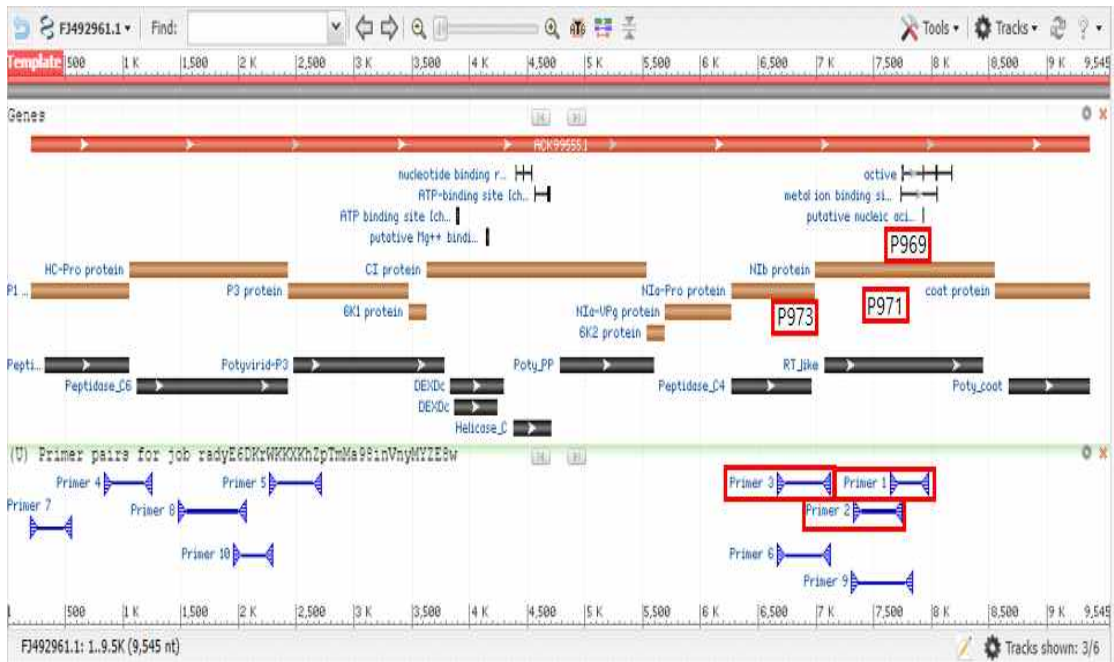 FJ492961.1 Find: Tools Tracks ?
Template 500 1 K 1,500 2 K 2,500 3 K 3,500 4 K 4,500 5 K 5,500 6 K 6,500 7 K 7,500 8 K 8,500 9 K 9,545
Genes
ACK99555.1
nucleotide binding r… active
ATP-binding site [ch… metal ion binding si…
ATP binding site [ch… putative nucleic aci…
putative Mg++ bindi…
P969
HC-Pro protein CI protein NIb protein
P1 … P3 protein NIa-Pro protein coat protein
6K1 protein NIa-VPg protein P973 P971
6K2 protein
Pepti… Potyvirid-P3 Poty_PP RT_like
Peptidase_C6 DEXDc Peptidase_C4 Poty_coat
DEXDc
Helicase_C
(U) Primer pairs for job
Primer 4 Primer 5 Primer 3 Primer 1
Primer 7 Primer 8 Primer 2
Primer 10 Primer 6
Primer 9
1 500 1 K 1,500 2 K 2,500 3 K 3,500 4 K 4,500 5 K 5,500 6 K 6,500 7 K 7,500 8 K 8,500 9 K 9,545
FJ492961.1: 1..9.5K (9,545 nt) Tracks shown: 3/6